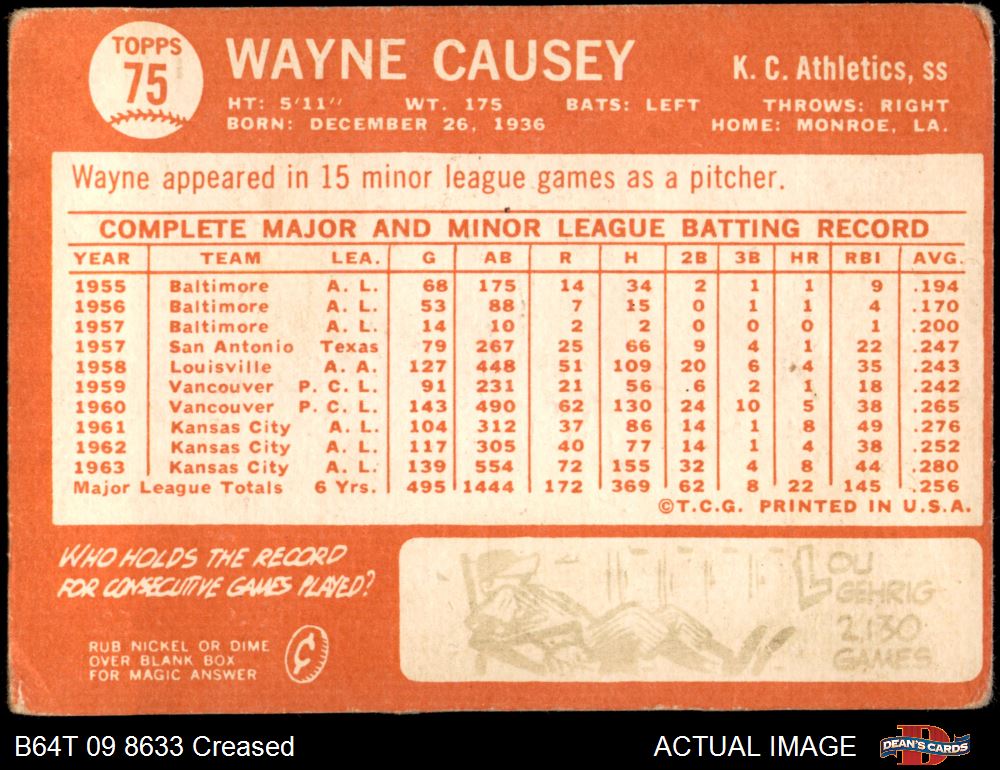 TOPPS
75
WAYNE CAUSEY
K. C. Athletics, ss
HT: 5'11" WT. 175 BATS: LEFT THROWS: RIGHT
BORN: DECEMBER 26, 1936 HOME: MONROE, LA.
Wayne appeared in 15 minor league games as a pitcher.
COMPLETE MAJOR AND MINOR LEAGUE BATTING RECORD
YEAR TEAM LEA. G AB R H 2B 3B HR RBI AVG.
1955 Baltimore A. L. 68 175 14 34 2 1 1 9 .194
1956 Baltimore A. L. 53 88 7 15 0 1 1 4 .170
1957 Baltimore A. L. 14 10 2 2 0 0 0 1 .200
1957 San Antonio Texas 79 267 25 66 9 4 1 22 .247
1958 Louisville A. A. 127 448 51 109 20 6 4 35 .243
1959 Vancouver P. C. L. 91 231 21 56 6 2 1 18 .242
1960 Vancouver P. C. L. 143 490 62 130 24 10 5 38 .265
1961 Kansas City A. L. 104 312 37 86 14 1 8 49 .276
1962 Kansas City A. L. 117 305 40 77 14 1 4 38 .252
1963 Kansas City A. L. 139 554 72 155 32 4 8 44 .280
Major League Totals 6 Yrs. 495 1444 172 369 62 8 22 145 .256
©T.C.G. PRINTED IN U.S.A.
WHO HOLDS THE RECORD
FOR CONSECUTIVE GAMES PLAYED?
RUB NICKEL OR DIME
OVER BLANK BOX
FOR MAGIC ANSWER
¢
LOU
GEHRIG
2130
GAMES
B64T 09 8633 Creased
ACTUAL IMAGE
DEAN'S CARDS